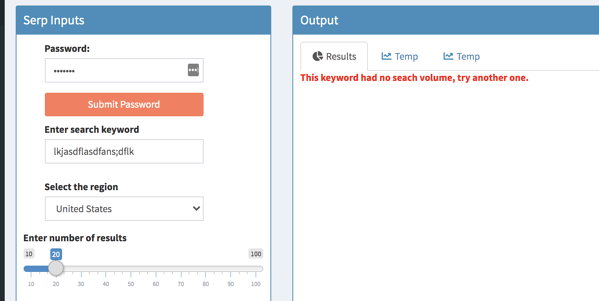 Serp Inputs
Password:
•••••••
Submit Password
Enter search keyword
lkjasdflasdfans;dflk
Select the region
United States
Enter number of results
10 20 100
10 20 30 40 50 60 70 80 90 100
Output
Results Temp Temp
This keyword had no seach volume, try another one.